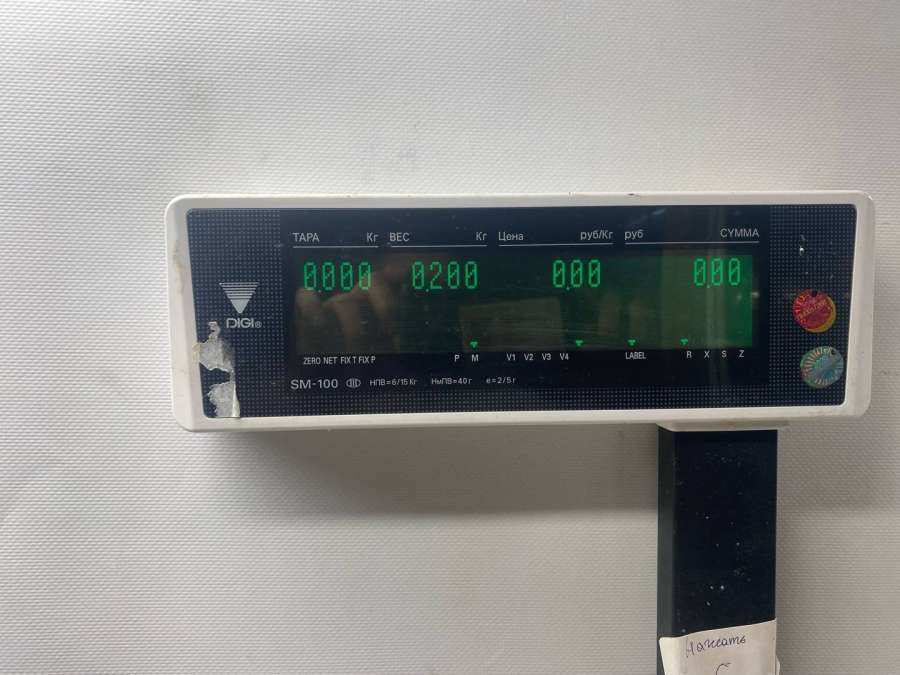 ТАРА Кг ВЕС Кг Цена руб/Кг руб СУММА
0.000 0.200 0.00 0.00
DIGI®
ZERO NET FIX T FIX P P M V1 V2 V3 V4 LABEL R X S Z
SM-100 НПВ=6/15 Кг НмПВ=40 г е=2/5 г
Нажать
С